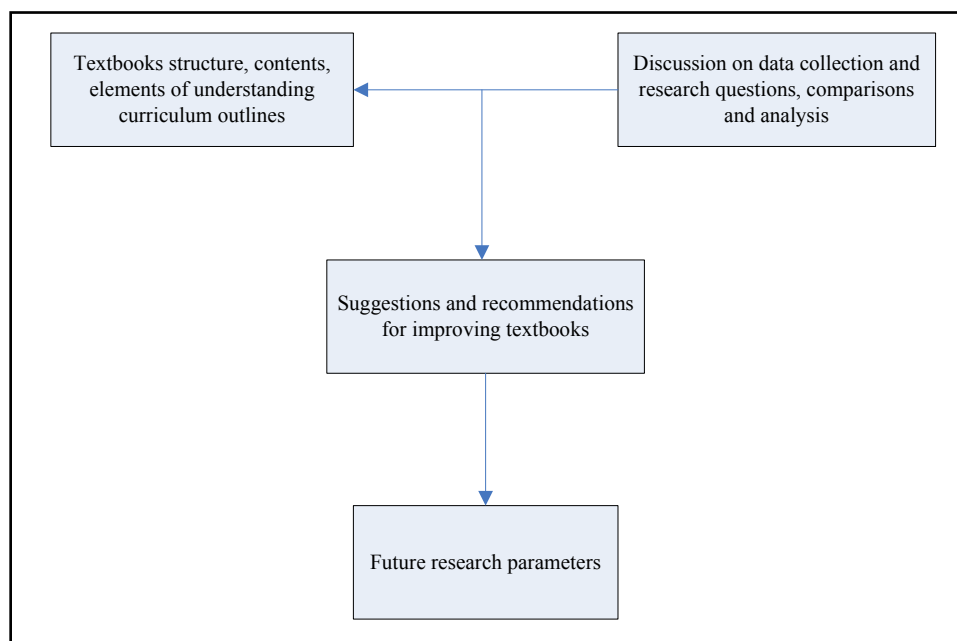 Textbooks structure, contents,
elements of understanding
curriculum outlines
Discussion on data collection and
research questions, comparisons
and analysis
Suggestions and recommendations
for improving textbooks
Future research parameters